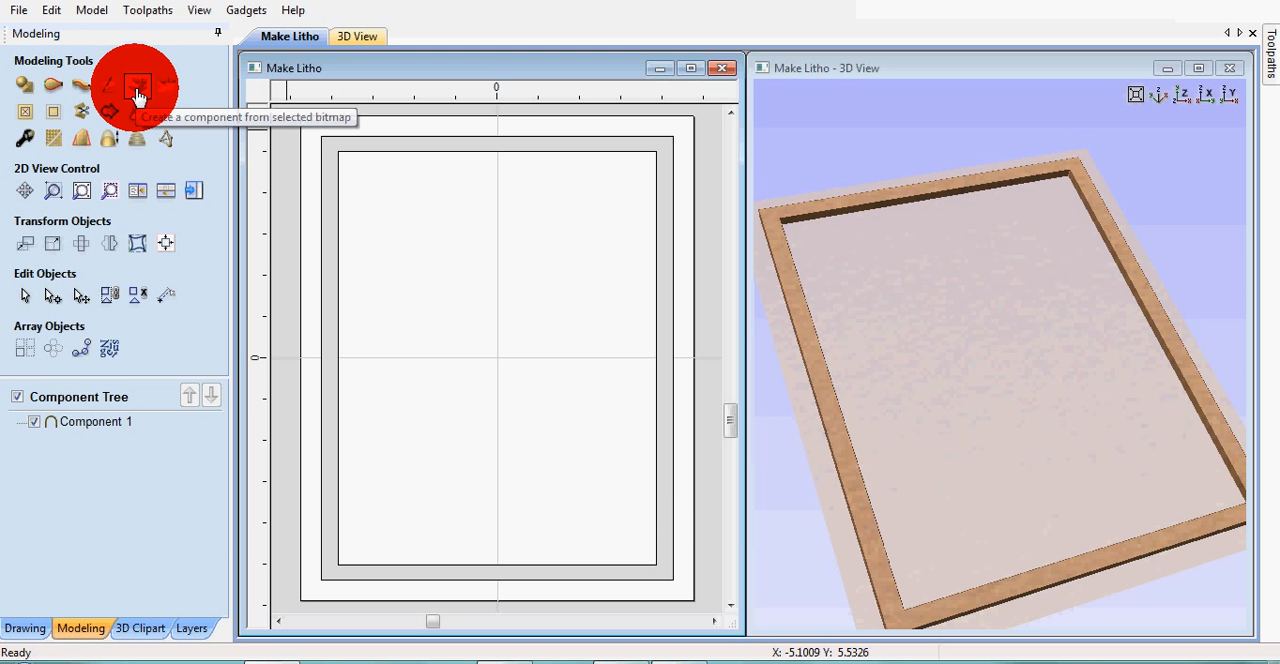 File Edit Model Toolpaths View Gadgets Help
Modeling
Make Litho 3D View
Toolpaths
Modeling Tools
Make Litho
Make Litho - 3D View
0
Create a component from selected bitmap
Z X Y
2D View Control
Transform Objects
Edit Objects
Array Objects
0
Component Tree
Component 1
Drawing Modeling 3D Clipart Layers
Ready
X: -5.1009 Y: 5.5326